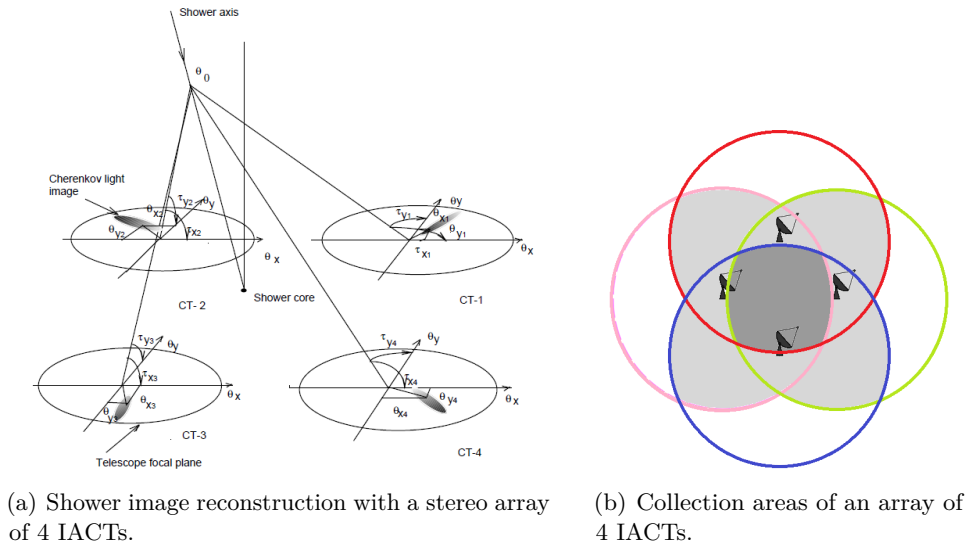 Shower axis
θ0
Cherenkov light
image
τy2
θy
θx2
θy2
τx2
θx
CT- 2
Shower core
τy1
θy
θx1
θy1
τx1
θx
CT-1
τy3
θy
τx3
θx3
θy3
θx
CT-3
Telescope focal plane
τy4
θy
τx4
θx4
θy4
θx
CT-4
(a) Shower image reconstruction with a stereo array
of 4 IACTs.
(b) Collection areas of an array of
4 IACTs.